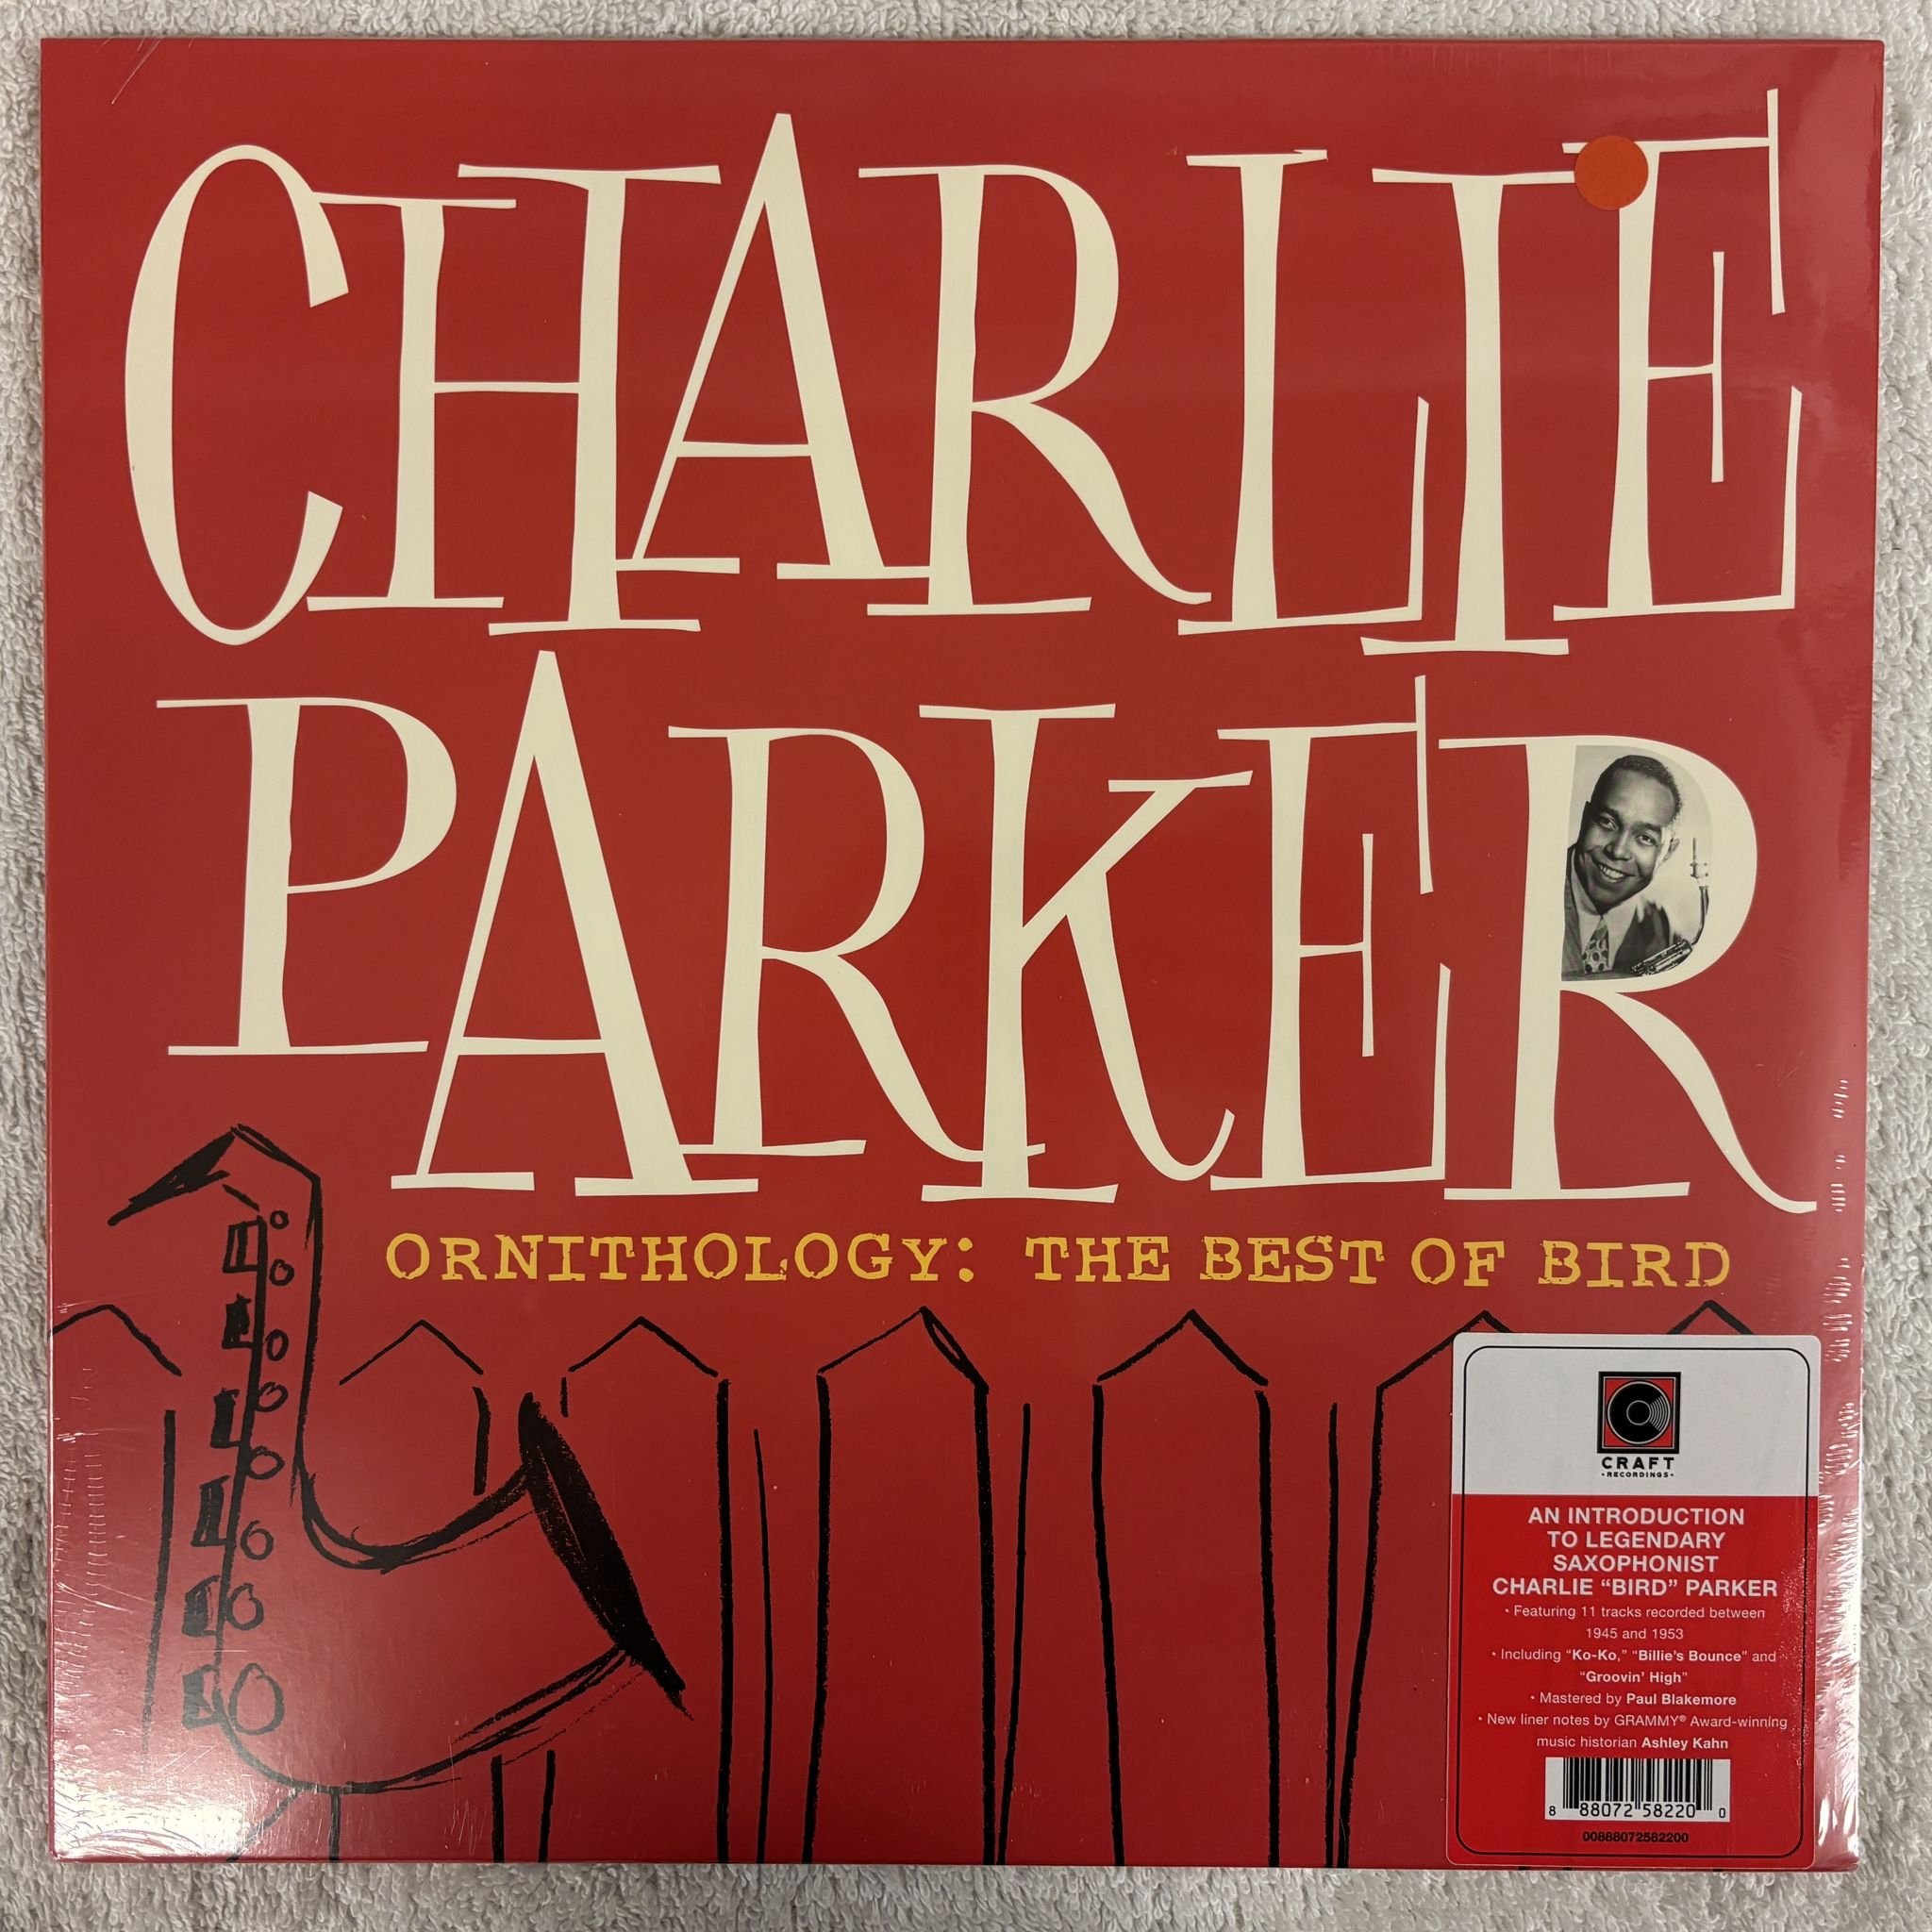 CHARLIE
PARKER
ORNITHOLOGY: THE BEST OF BIRD
CRAFT
• RECORDINGS •
AN INTRODUCTION
TO LEGENDARY
SAXOPHONIST
CHARLIE “BIRD” PARKER
• Featuring 11 tracks recorded between
1945 and 1953
• Including “Ko-Ko,” “Billie’s Bounce” and
“Groovin’ High”
• Mastered by Paul Blakemore
• New liner notes by GRAMMY® Award-winning
music historian Ashley Kahn
8 88072 58220 0
00888072582200